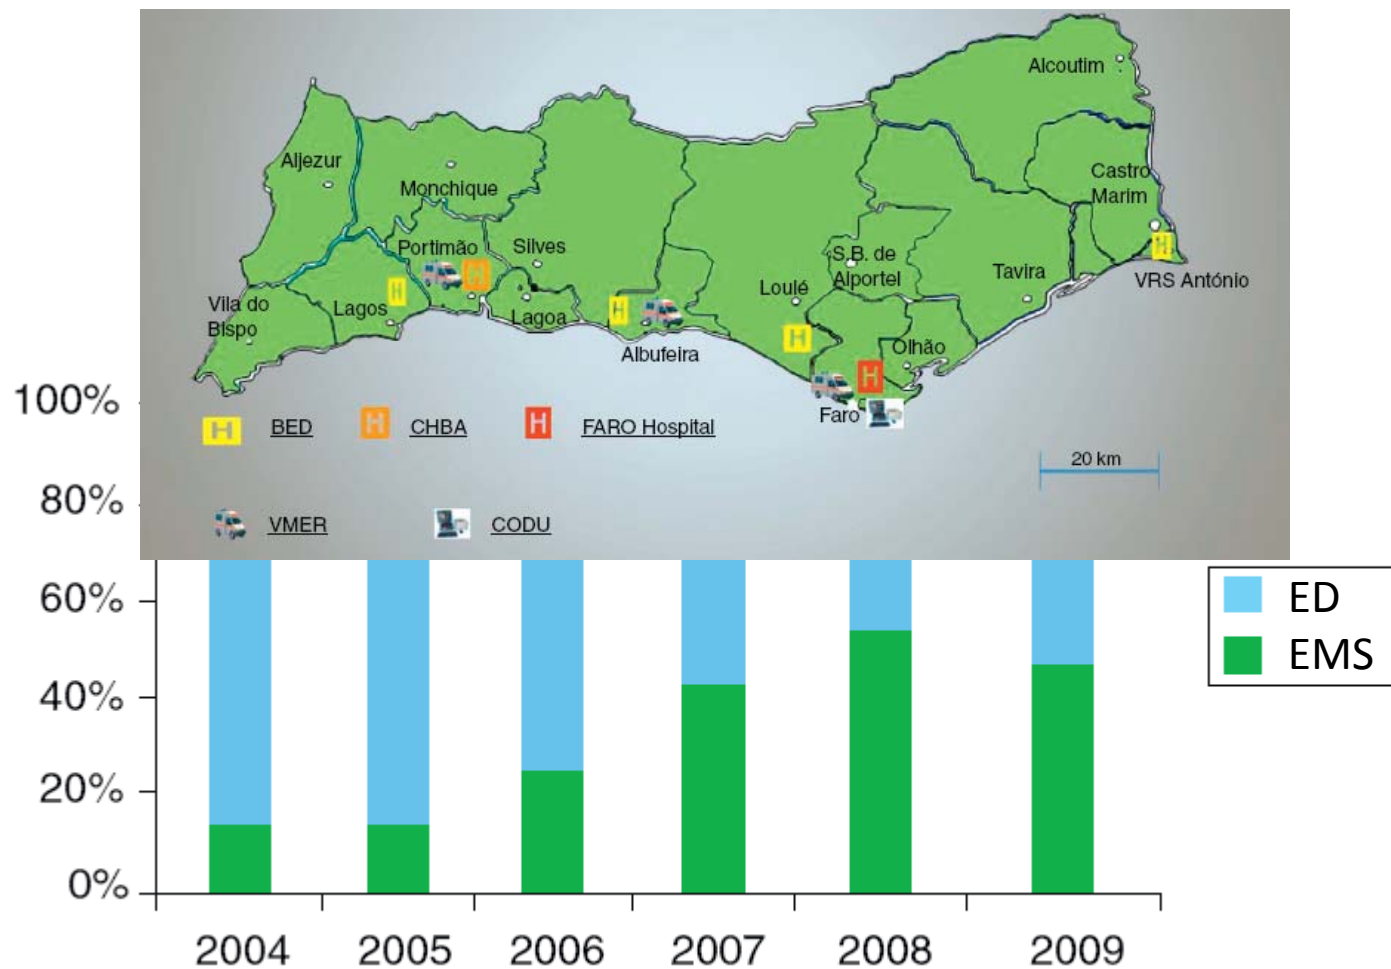 Alcoutim
Aljezur
Castro
Marim
Monchique
Portimão
Silves
S.B. de
Alportel
Tavira
VRS António
Loulé
Vila do
Bispo
Lagos
Lagoa
Albufeira
Olhão
Faro
H
H
H
H
H
H
100%
H BED
H CHBA
H FARO Hospital
20 km
80%
VMER
CODU
60%
ED
EMS
40%
20%
0%
2004 2005 2006 2007 2008 2009